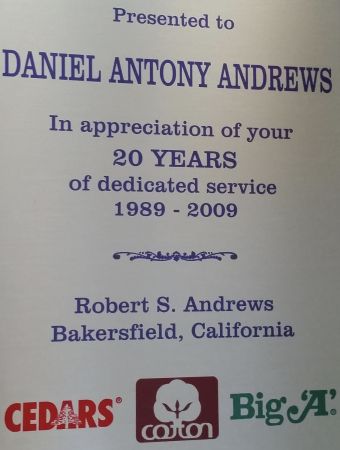 Presented to
DANIEL ANTONY ANDREWS
In appreciation of your
20 YEARS
of dedicated service
1989 - 2009
Robert S. Andrews
Bakersfield, California
CEDARS®
cotton
Big 'A'.